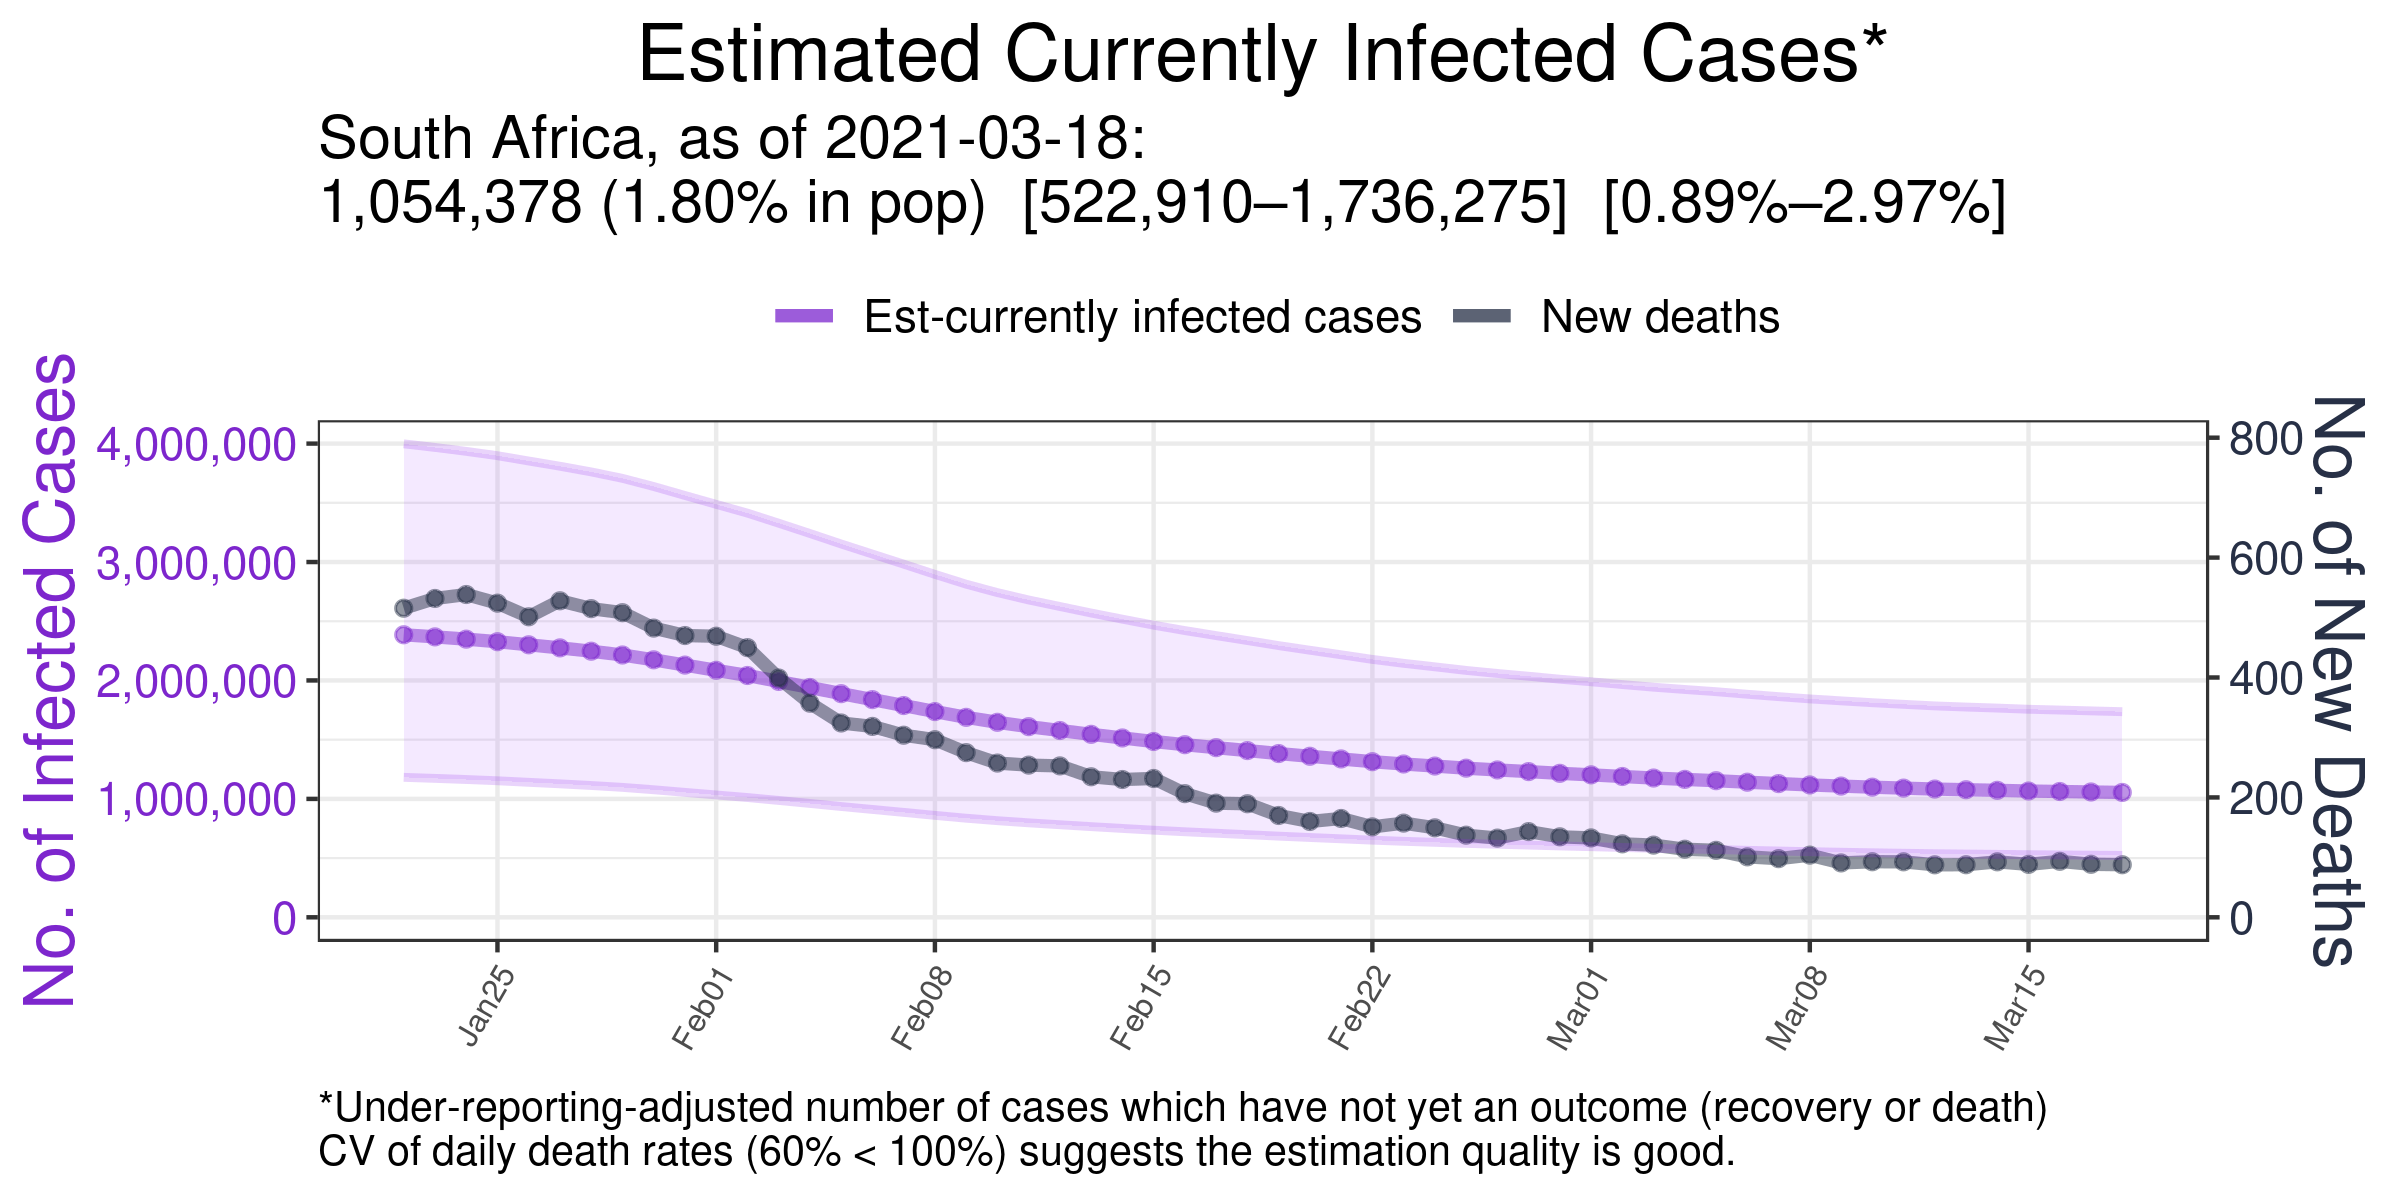 Estimated Currently Infected Cases*
South Africa, as of 2021-03-18:
1,054,378 (1.80% in pop)  [522,910–1,736,275]  [0.89%–2.97%]
Est-currently infected cases
New deaths
No. of Infected Cases
4,000,000
3,000,000
2,000,000
1,000,000
0
800
600
400
200
0
No. of New Deaths
Jan25
Feb01
Feb08
Feb15
Feb22
Mar01
Mar08
Mar15
*Under-reporting-adjusted number of cases which have not yet an outcome (recovery or death)
CV of daily death rates (60% < 100%) suggests the estimation quality is good.